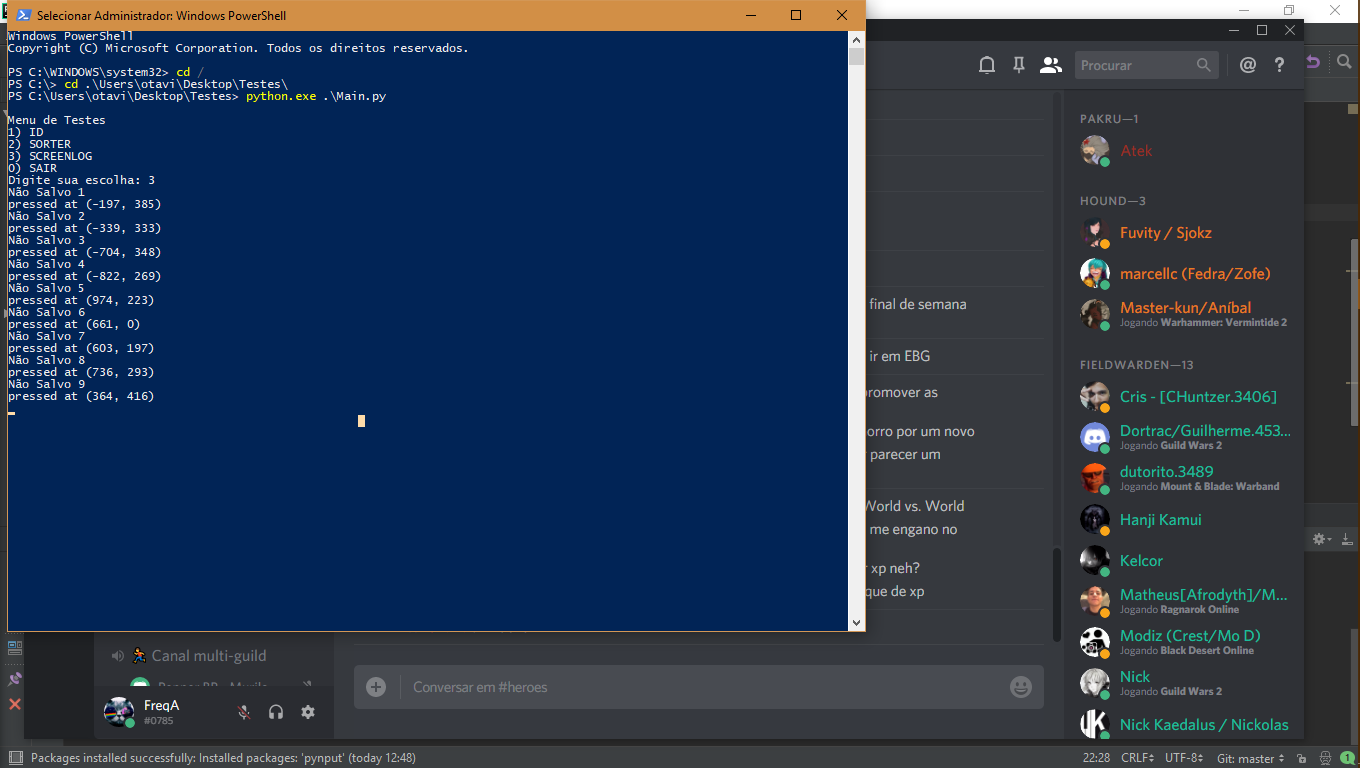 Selecionar Administrador: Windows PowerShell
Windows PowerShell
Copyright (C) Microsoft Corporation. Todos os direitos reservados.
PS C:\WINDOWS\system32> cd /
PS C:\> cd .\Users\otavi\Desktop\Testes\
PS C:\Users\otavi\Desktop\Testes> python.exe .\Main.py
Menu de Testes
1) ID
2) SORTER
3) SCREENLOG
0) SAIR
Digite sua escolha: 3
Não Salvo 1
pressed at (-197, 385)
Não Salvo 2
pressed at (-339, 333)
Não Salvo 3
pressed at (-704, 348)
Não Salvo 4
pressed at (-822, 269)
Não Salvo 5
pressed at (974, 223)
Não Salvo 6
pressed at (661, 0)
Não Salvo 7
pressed at (603, 197)
Não Salvo 8
pressed at (736, 293)
Não Salvo 9
pressed at (364, 416)
Procurar
@ ?
final de semana
ir em EBG
omover as
orro por um novo
parecer um
World vs. World
me engano no
xp neh?
que de xp
PAKRU—1
Atek
HOUND—3
Fuvity / Sjokz
marcellc (Fedra/Zofe)
Master-kun/Aníbal
Jogando Warhammer: Vermintide 2
FIELDWARDEN—13
Cris - [CHuntzer.3406]
Dortrac/Guilherme.453...
Jogando Guild Wars 2
dutorito.3489
Jogando Mount & Blade: Warband
Hanji Kamui
Kelcor
Matheus[Afrodyth]/M...
Jogando Ragnarok Online
Modiz (Crest/Mo D)
Jogando Black Desert Online
Nick
Jogando Guild Wars 2
Nick Kaedalus / Nickolas
Canal multi-guild
FreqA
#0785
Conversar em #heroes
Packages installed successfully: Installed packages: 'pynput' (today 12:48)
22:28 CRLF UTF-8 Git: master 1